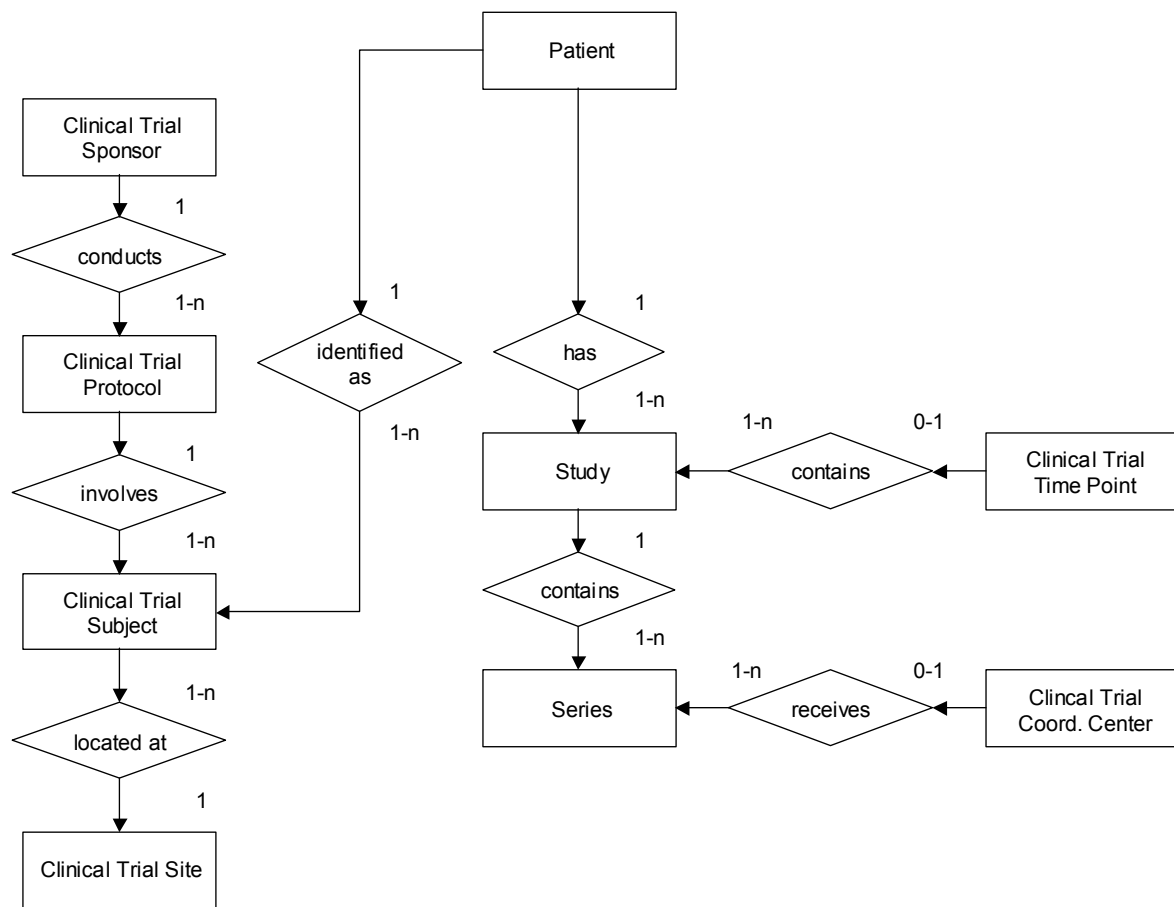 Patient
Clinical Trial
Sponsor
1
conducts
1-n
Clinical Trial
Protocol
1
involves
1-n
Clinical Trial
Subject
1-n
located at
1
Clinical Trial Site
1
identified
as
1-n
1
has
1-n
Study
1-n
contains
0-1
Clinical Trial
Time Point
1
contains
1-n
Series
1-n
receives
0-1
Clincal Trial
Coord. Center